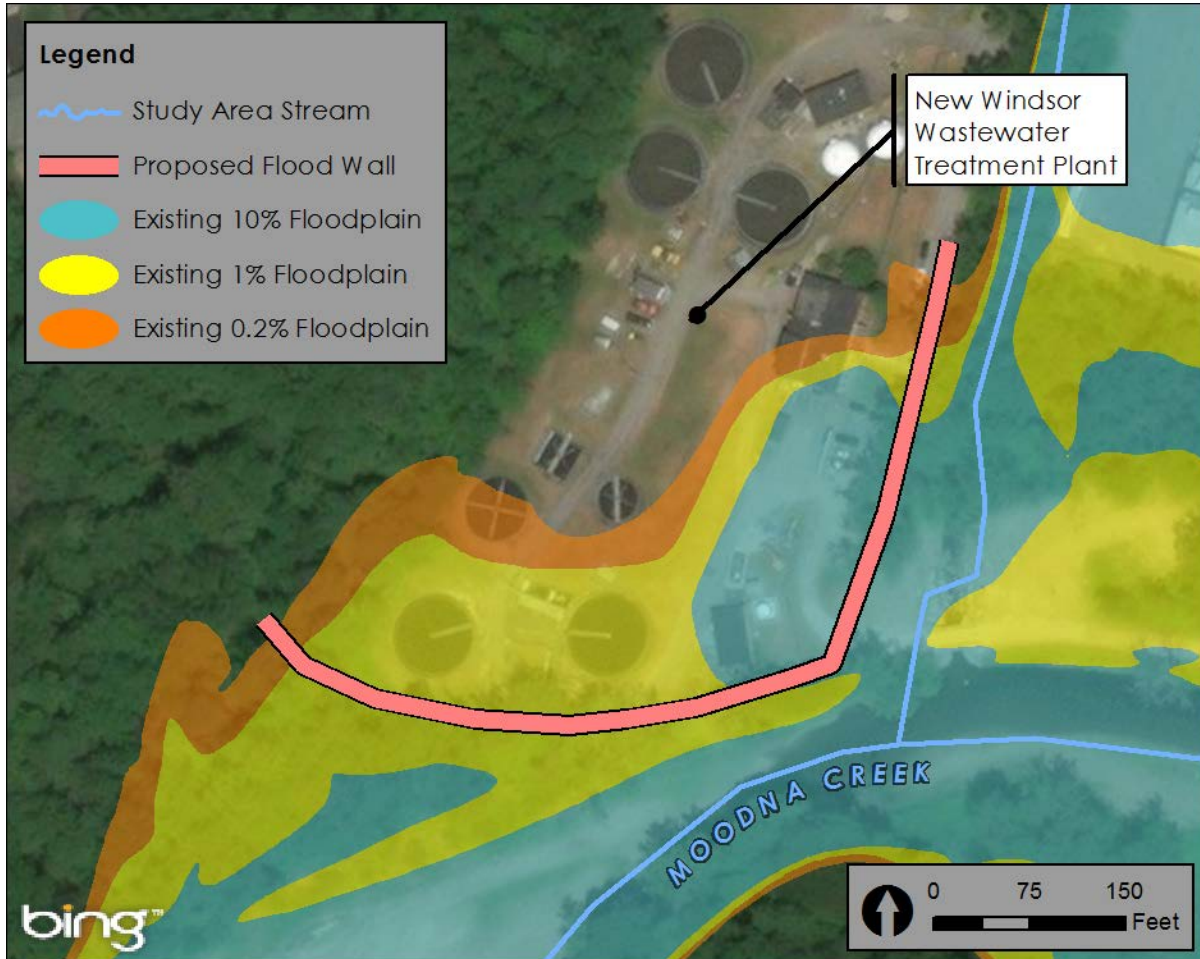 Legend
Study Area Stream
Proposed Flood Wall
Existing 10% Floodplain
Existing 1% Floodplain
Existing 0.2% Floodplain
New Windsor
Wastewater
Treatment Plant
MOODNA CREEK
bing™
0 75 150
Feet